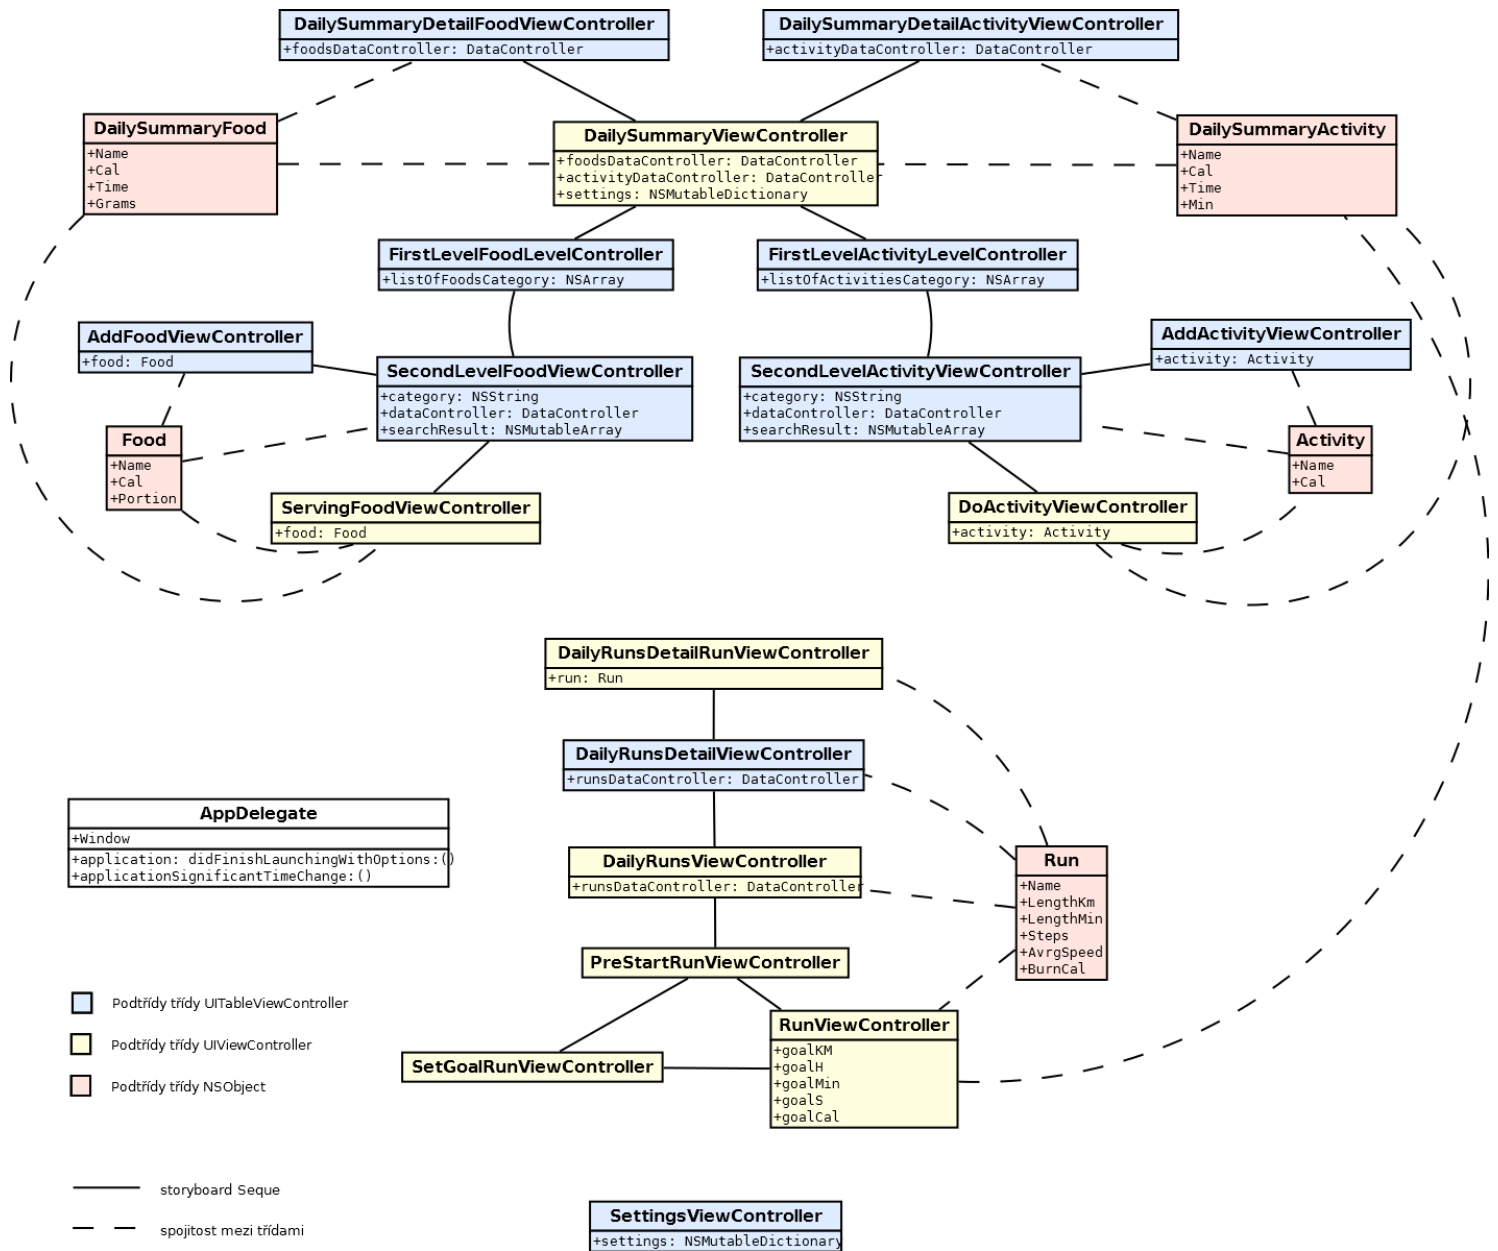 DailySummaryDetailFoodViewController
+foodsDataController: DataController
DailySummaryDetailActivityViewController
+activityDataController: DataController
DailySummaryFood
+Name
+Cal
+Time
+Grams
DailySummaryViewController
+foodsDataController: DataController
+activityDataController: DataController
+settings: NSMutableDictionary
DailySummaryActivity
+Name
+Cal
+Time
+Min
FirstLevelFoodLevelController
+listOfFoodsCategory: NSArray
FirstLevelActivityLevelController
+listOfActivitiesCategory: NSArray
AddFoodViewController
+food: Food
SecondLevelFoodViewController
+category: NSString
+dataController: DataController
+searchResult: NSMutableArray
SecondLevelActivityViewController
+category: NSString
+dataController: DataController
+searchResult: NSMutableArray
AddActivityViewController
+activity: Activity
Food
+Name
+Cal
+Portion
Activity
+Name
+Cal
ServingFoodViewController
+food: Food
DoActivityViewController
+activity: Activity
DailyRunsDetailRunViewController
+run: Run
DailyRunsDetailViewController
+runsDataController: DataController
AppDelegate
+Window
+application: didFinishLaunchingWithOptions:()
+applicationSignificantTimeChange:()
DailyRunsViewController
+runsDataController: DataController
Run
+Name
+LengthKm
+LengthMin
+Steps
+AvrgSpeed
+BurnCal
PreStartRunViewController
SetGoalRunViewController
RunViewController
+goalKM
+goalH
+goalMin
+goalS
+goalCal
Podtřídy třídy UITableViewController
Podtřídy třídy UIViewController
Podtřídy třídy NSObject
storyboard Seque
spojitost mezi třídami
SettingsViewController
+settings: NSMutableDictionary